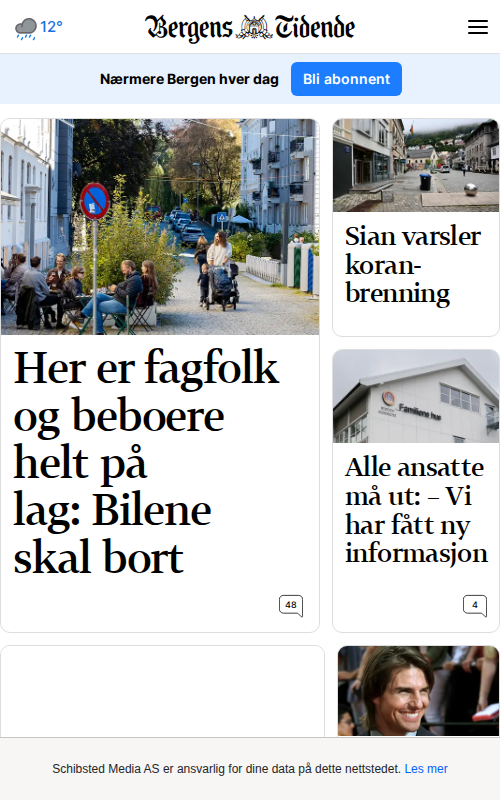 12°
Bergens Tidende
Nærmere Bergen hver dag
Bli abonnent
Her er fagfolk
og beboere
helt på
lag: Bilene
skal bort
48
Sian varsler
koran-
brenning
Familiens hus
Alle ansatte
må ut: – Vi
har fått ny
informasjon
4
Schibsted Media AS er ansvarlig for dine data på dette nettstedet. Les mer